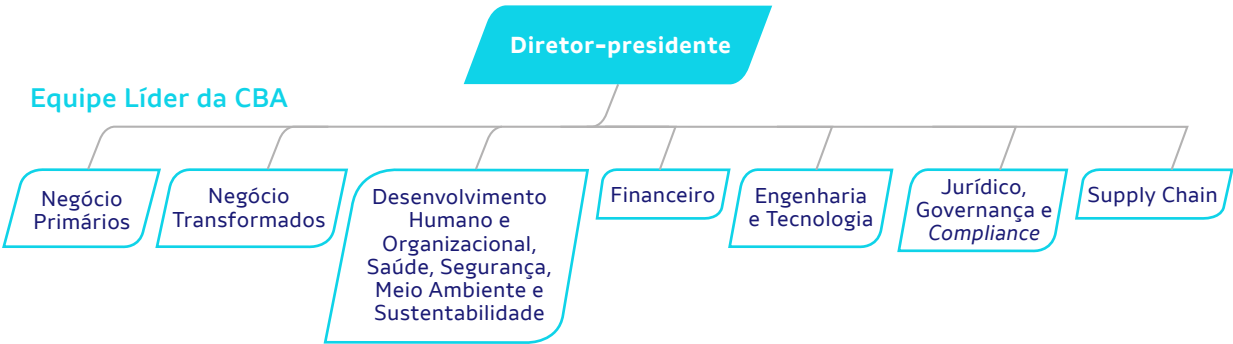 Diretor-presidente
Equipe Líder da CBA
Negócio
Primários
Negócio
Transformados
Desenvolvimento
Humano e
Organizacional,
Saúde, Segurança,
Meio Ambiente e
Sustentabilidade
Financeiro
Engenharia
e Tecnologia
Jurídico,
Governança e
Compliance
Supply Chain